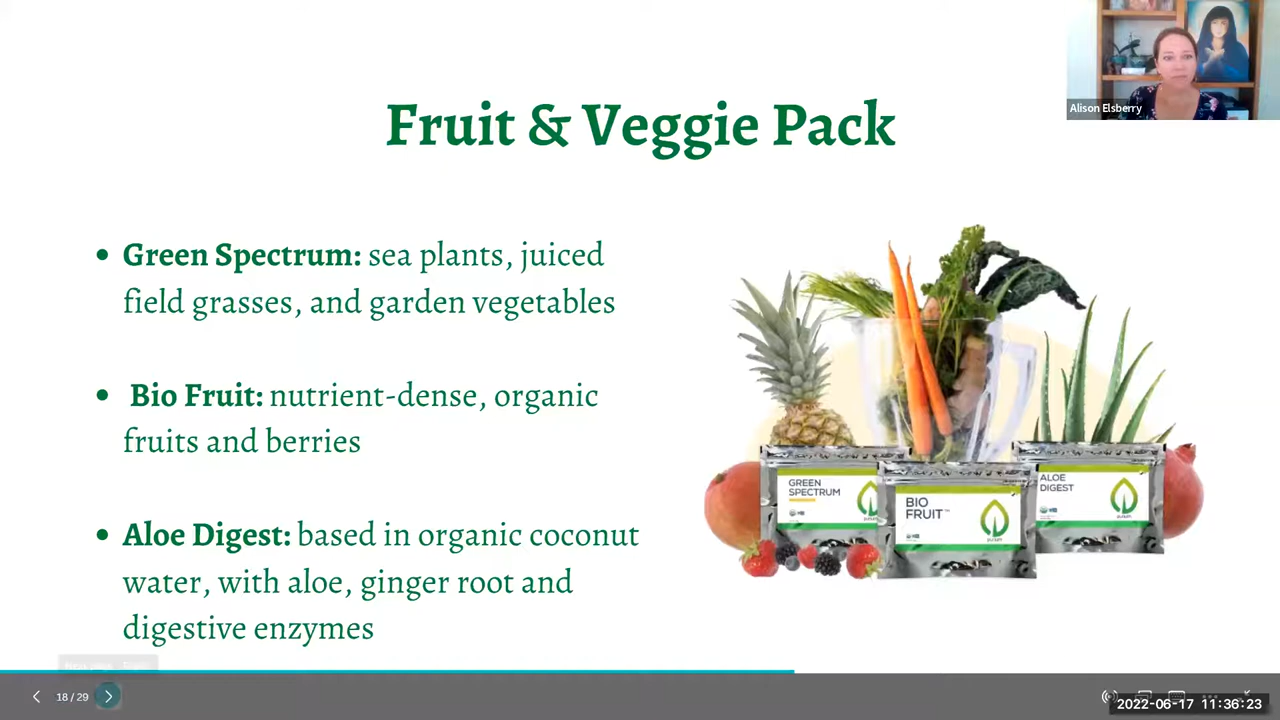 Alison Elsberry
Fruit & Veggie Pack
Green Spectrum: sea plants, juiced
field grasses, and garden vegetables
Bio Fruit: nutrient-dense, organic
fruits and berries
Aloe Digest: based in organic coconut
water, with aloe, ginger root and
digestive enzymes
GREEN
SPECTRUM
BIO
FRUIT™
ALOE
DIGEST
18 / 29
2022-06-17 11:36:23